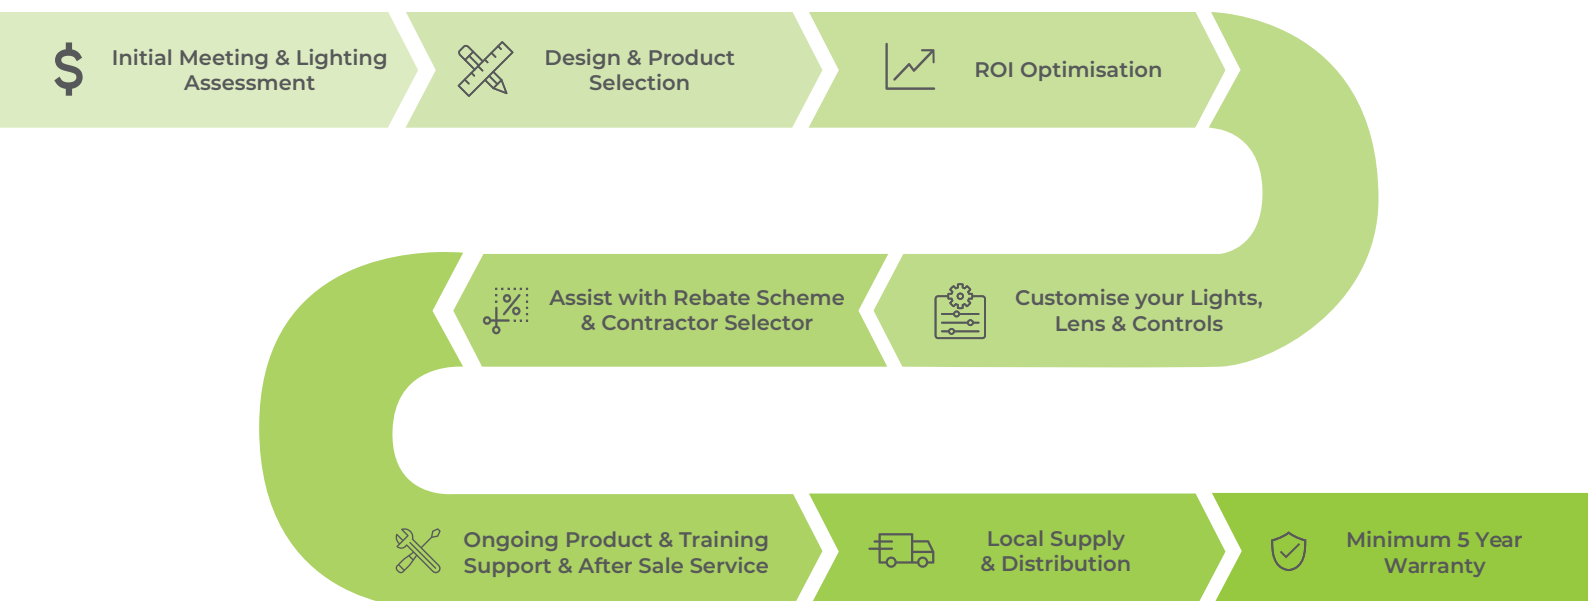 Initial Meeting & Lighting
Assessment
Design & Product
Selection
ROI Optimisation
Customise your Lights,
Lens & Controls
Assist with Rebate Scheme
& Contractor Selector
Ongoing Product & Training
Support & After Sale Service
Local Supply
& Distribution
Minimum 5 Year
Warranty